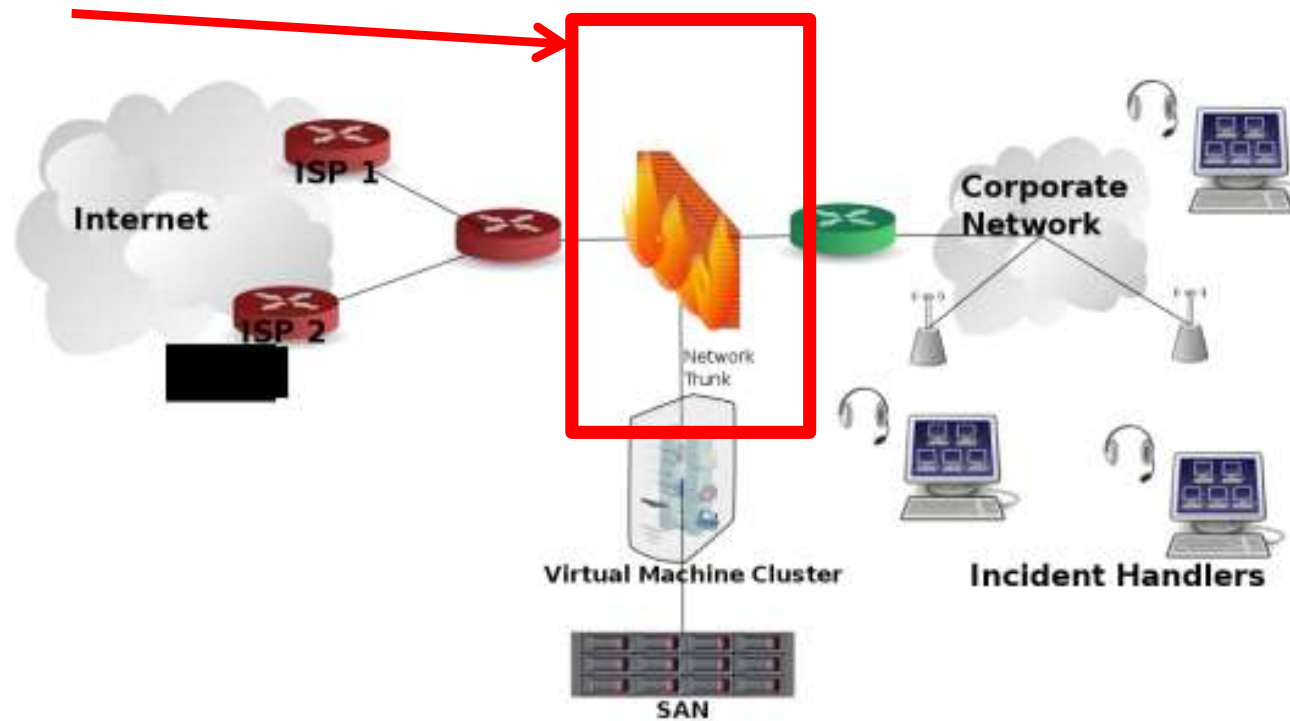 ISP 1
Internet
ISP 2
Corporate
Network
Network
Trunk
Virtual Machine Cluster
Incident Handlers
SAN